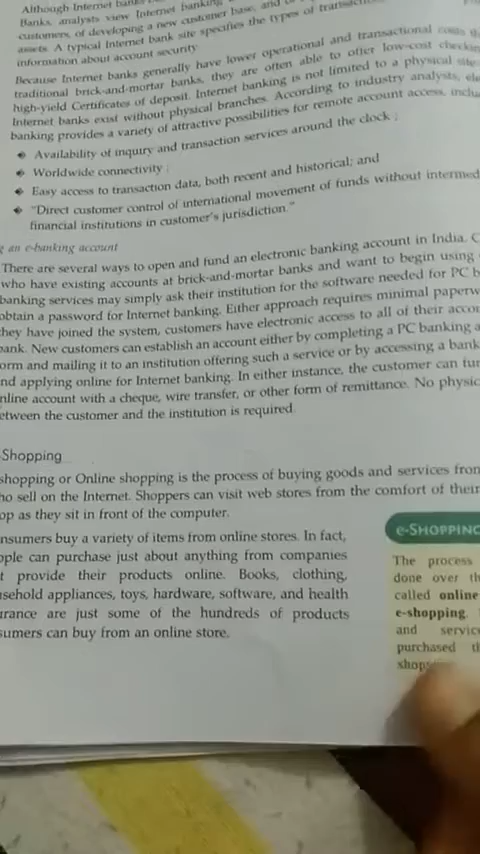 Although Internet banks
Banks, analysts view Internet banking
customers, of developing a new customer base, and
assets. A typical Internet bank site specifies the types of
information about account security.
Because Internet banks generally have lower operational and transactional costs
traditional brick-and-mortar banks, they are often able to offer low-cost checking
high-yield Certificates of deposit. Internet banking is not limited to a physical site
Internet banks exist without physical branches. According to industry analysts,
banking provides a variety of attractive possibilities for remote account access,
Availability of inquiry and transaction services around the clock ;
Worldwide connectivity ;
Easy access to transaction data, both recent and historical; and
"Direct customer control of international movement of funds without
financial institutions in customer's jurisdiction."
an e-banking account
There are several ways to open and fund an electronic banking account in India.
who have existing accounts at brick-and-mortar banks and want to begin using
banking services may simply ask their institution for the software needed for PC
obtain a password for Internet banking. Either approach requires minimal
they have joined the system, customers have electronic access to all of their
bank. New customers can establish an account either by completing a PC banking
orm and mailing it to an institution offering such a service or by accessing a bank
nd applying online for Internet banking. In either instance, the customer can
nline account with a cheque, wire transfer, or other form of remittance. No
etween the customer and the institution is required.
-Shopping
shopping or Online shopping is the process of buying goods and services from
ho sell on the Internet. Shoppers can visit web stores from the comfort of their
op as they sit in front of the computer.
nsumers buy a variety of items from online stores. In fact,
ople can purchase just about anything from companies
t provide their products online. Books, clothing,
usehold appliances, toys, hardware, software, and health
urance are just some of the hundreds of products
sumers can buy from an online store.
e-SHOPPING
The process
done over th
called online
e-shopping.
and service
purchased th